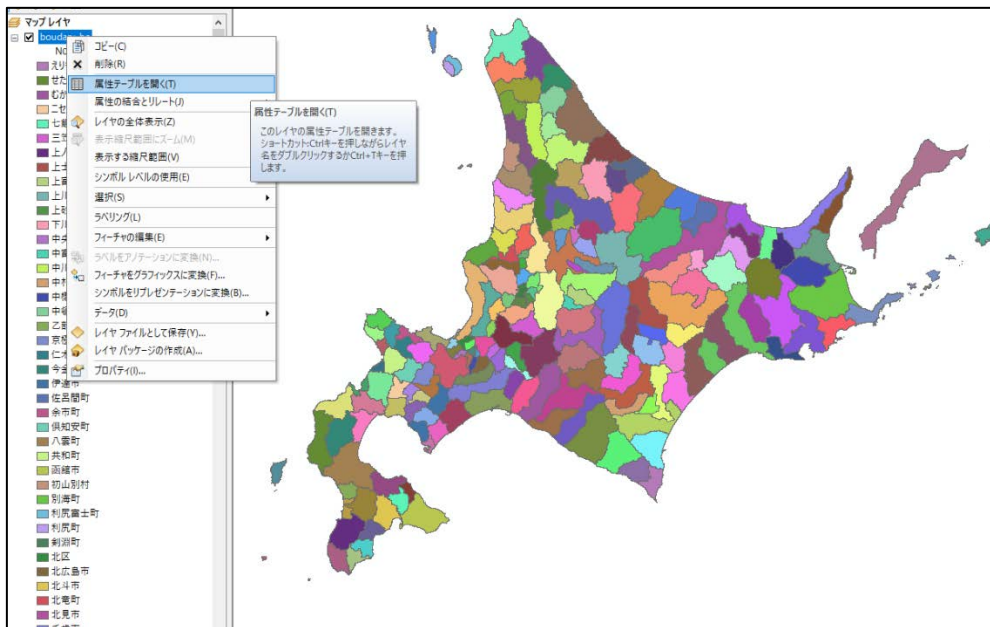 マップ レイヤ
コピー(C)
削除(R)
属性テーブルを開く(T)
属性の結合とリレート(J)
レイヤの全体表示(Z)
表示縮尺範囲にズーム(M)
表示する縮尺範囲(V)
シンボル レベルの使用(E)
選択(S)
ラベリング(L)
フィーチャの編集(E)
ラベルをアノテーションに変換(N)...
フィーチャをグラフィックスに変換(F)...
シンボルをリプレゼンテーションに変換(B)...
データ(D)
レイヤ ファイルとして保存(Y)...
レイヤ パッケージの作成(A)...
プロパティ(I)...
属性テーブルを開く(T)
このレイヤの属性テーブルを開きます。
ショートカット:Ctrlキーを押しながらレイヤ
名をダブルクリックするかCtrl+Tキーを押
します。
伊達市
佐呂間町
余市町
倶知安町
八雲町
共和町
函館市
初山別村
別海町
利尻富士町
利尻町
剣淵町
北区
北広島市
北斗市
北竜町
北見市